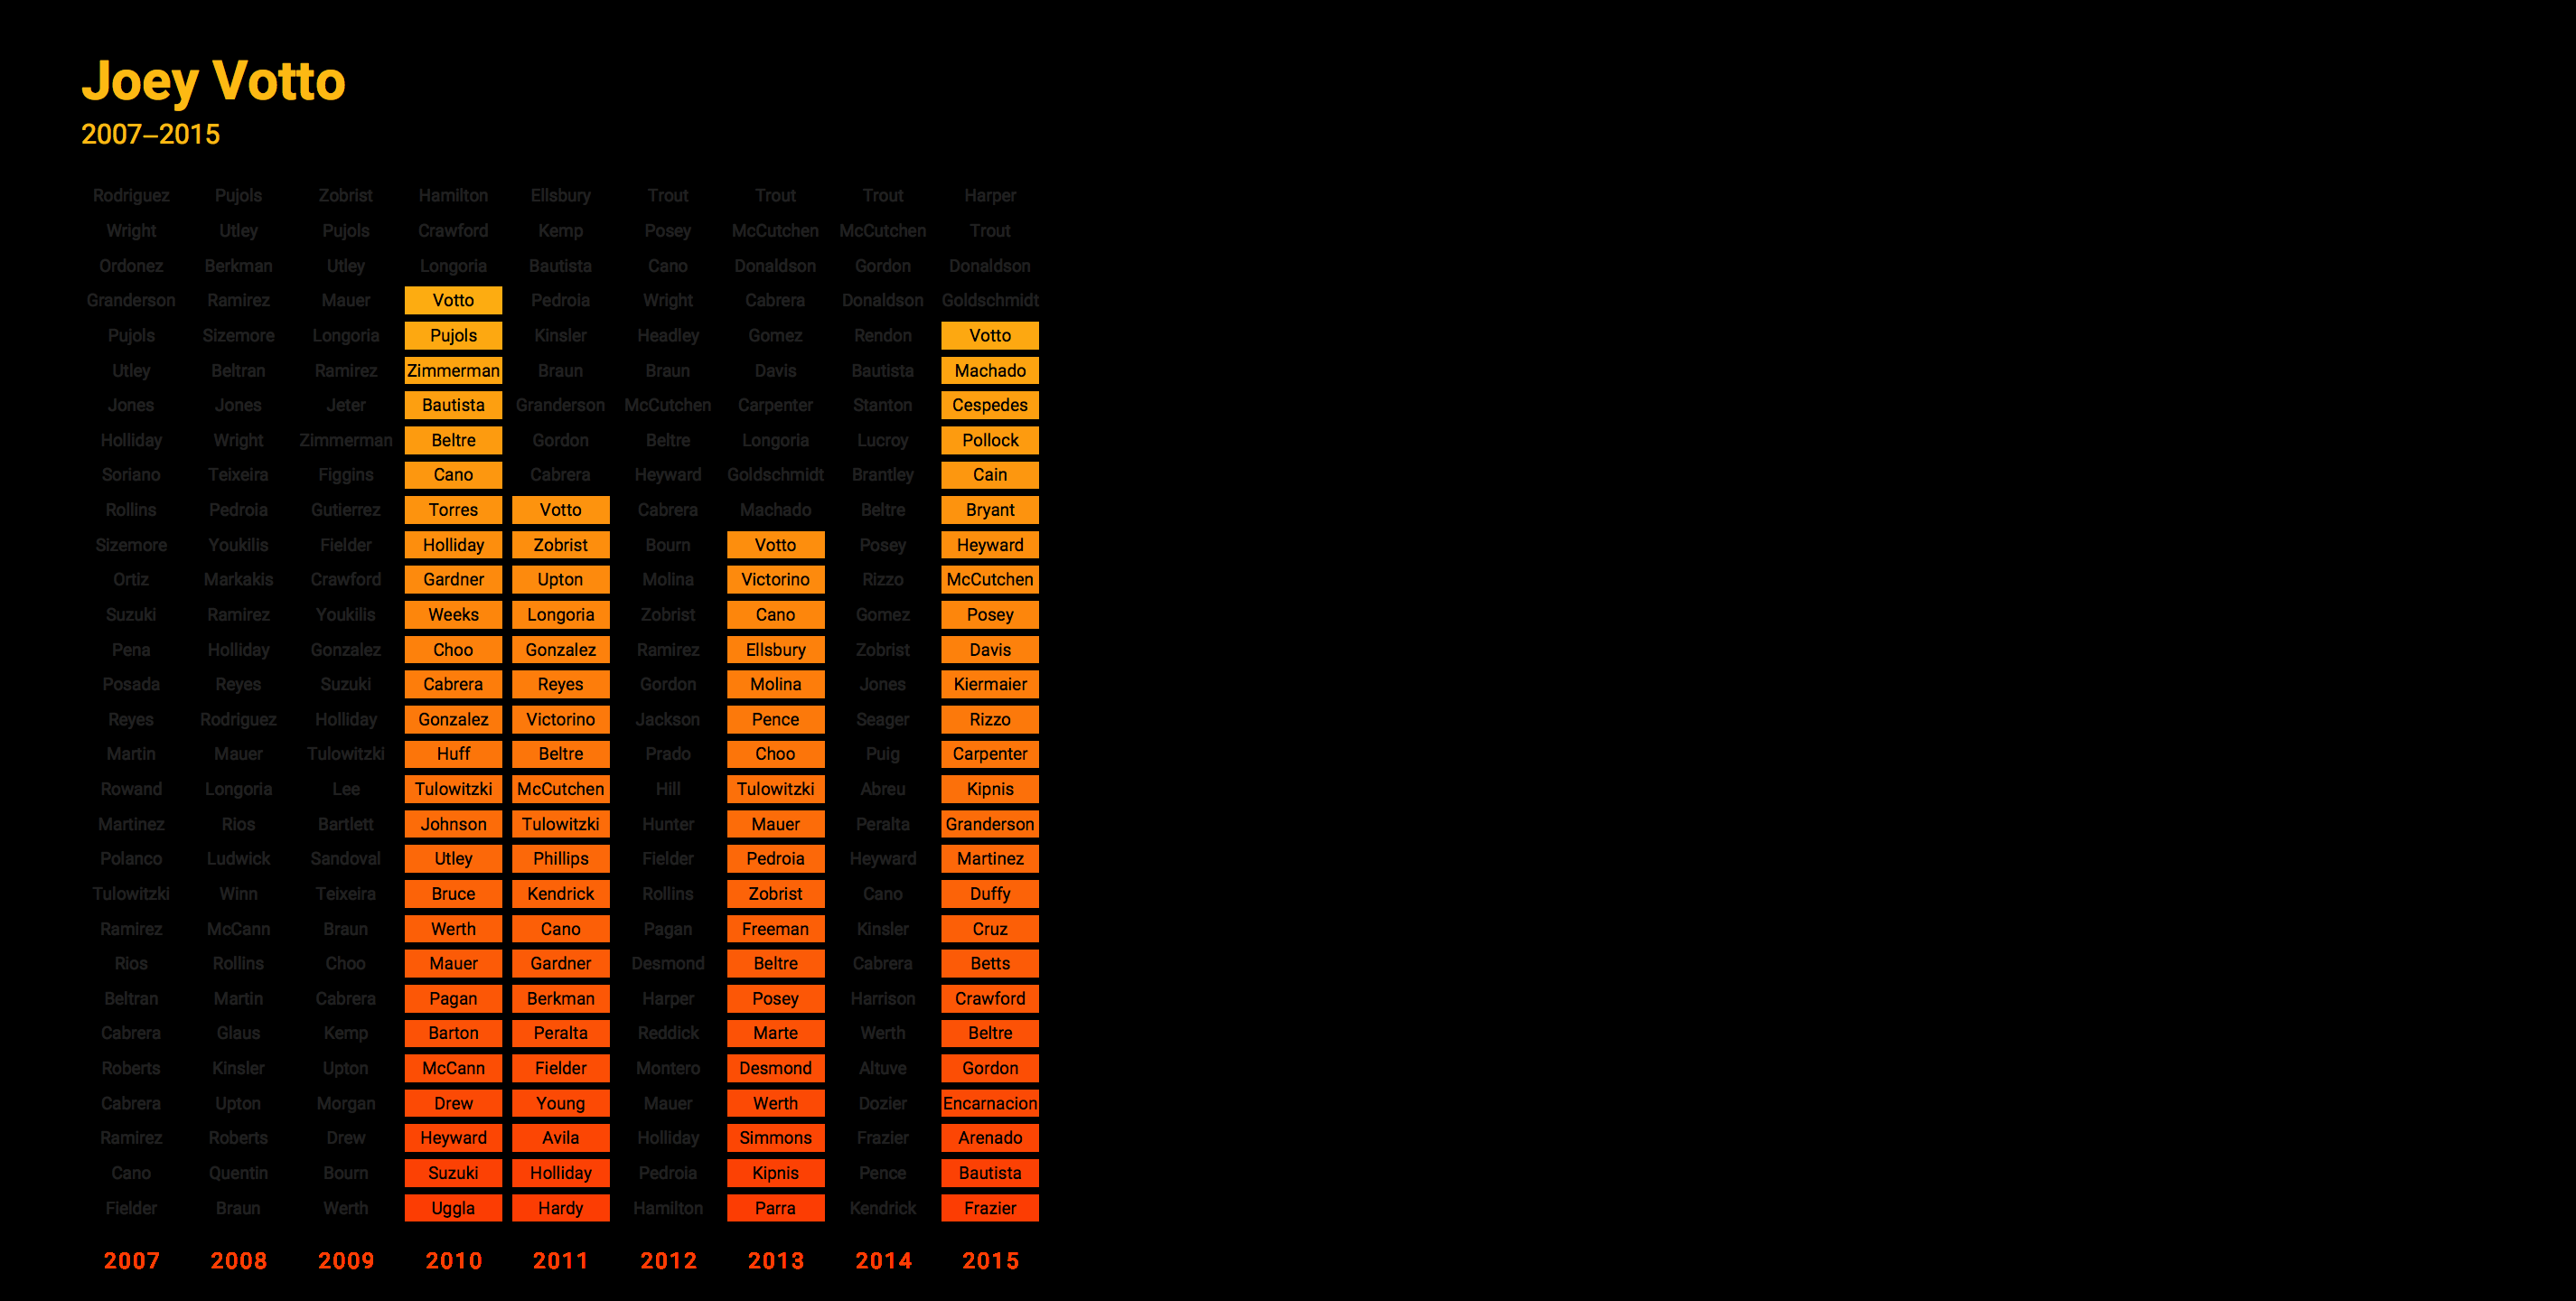 Joey Votto
2007–2015
Rodriguez Pujols Zobrist Hamilton Ellsbury Trout Trout Trout Harper
Wright Utley Pujols Crawford Kemp Posey McCutchen McCutchen Trout
Ordonez Berkman Utley Longoria Bautista Cano Donaldson Gordon Donaldson
Granderson Ramirez Mauer Votto Pedroia Wright Cabrera Donaldson Goldschmidt
Pujols Sizemore Longoria Pujols Kinsler Headley Gomez Rendon Votto
Utley Beltran Ramirez Zimmerman Braun Braun Davis Bautista Machado
Jones Jones Jeter Bautista Granderson McCutchen Carpenter Stanton Cespedes
Holliday Wright Zimmerman Beltre Gordon Beltre Longoria Lucroy Pollock
Soriano Teixeira Figgins Cano Cabrera Heyward Goldschmidt Brantley Cain
Rollins Pedroia Gutierrez Torres Votto Cabrera Machado Beltre Bryant
Sizemore Youkilis Fielder Holliday Zobrist Bourn Votto Posey Heyward
Ortiz Markakis Crawford Gardner Upton Molina Victorino Rizzo McCutchen
Suzuki Ramirez Youkilis Weeks Longoria Zobrist Cano Gomez Posey
Pena Holliday Gonzalez Choo Gonzalez Ramirez Ellsbury Zobrist Davis
Posada Reyes Suzuki Cabrera Reyes Gordon Molina Jones Kiermaier
Reyes Rodriguez Holliday Gonzalez Victorino Jackson Pence Seager Rizzo
Martin Mauer Tulowitzki Huff Beltre Prado Choo Puig Carpenter
Rowand Longoria Lee Tulowitzki McCutchen Hill Tulowitzki Abreu Kipnis
Martinez Rios Bartlett Johnson Tulowitzki Hunter Mauer Peralta Granderson
Polanco Ludwick Sandoval Utley Phillips Fielder Pedroia Heyward Martinez
Tulowitzki Winn Teixeira Bruce Kendrick Rollins Zobrist Cano Duffy
Ramirez McCann Braun Werth Cano Pagan Freeman Kinsler Cruz
Rios Rollins Choo Mauer Gardner Desmond Beltre Cabrera Betts
Beltran Martin Cabrera Pagan Berkman Harper Posey Harrison Crawford
Cabrera Glaus Kemp Barton Peralta Reddick Marte Werth Beltre
Roberts Kinsler Upton McCann Fielder Montero Desmond Altuve Gordon
Cabrera Upton Morgan Drew Young Mauer Werth Dozier Encarnacion
Ramirez Roberts Drew Heyward Avila Holliday Simmons Frazier Arenado
Cano Quentin Bourn Suzuki Holliday Pedroia Kipnis Pence Bautista
Fielder Braun Werth Uggla Hardy Hamilton Parra Kendrick Frazier
2007 2008 2009 2010 2011 2012 2013 2014 2015